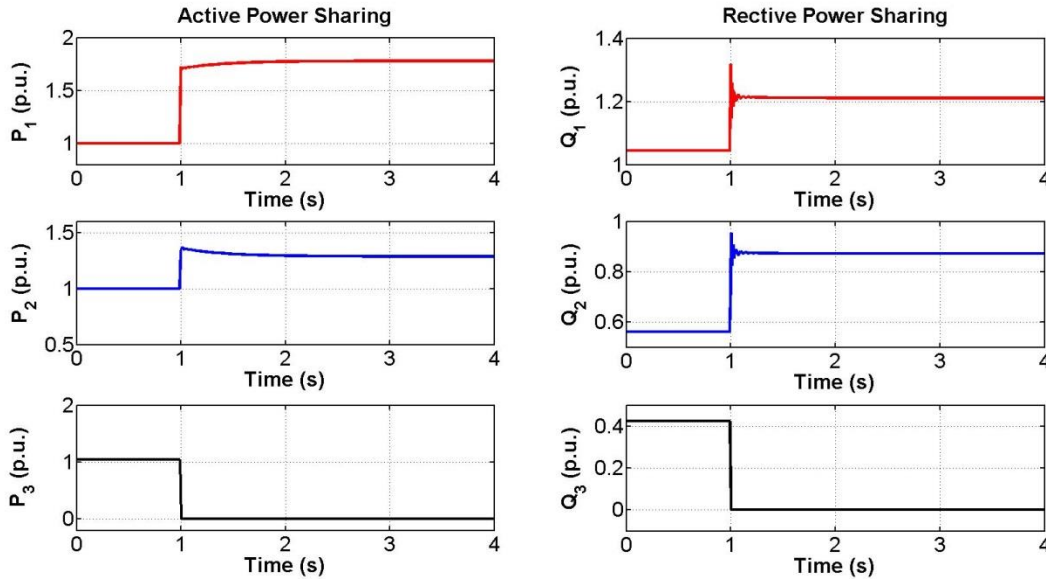 Active Power Sharing
Rective Power Sharing
P1 (p.u.)
2
1.5
1
0 1 2 3 4
Time (s)
Q1 (p.u.)
1.4
1.2
1
0 1 2 3 4
Time (s)
P2 (p.u.)
1.5
1
0.5
0 1 2 3 4
Time (s)
Q2 (p.u.)
1
0.8
0.6
0 1 2 3 4
Time (s)
P3 (p.u.)
2
1
0
0 1 2 3 4
Time (s)
Q3 (p.u.)
0.4
0.2
0
0 1 2 3 4
Time (s)